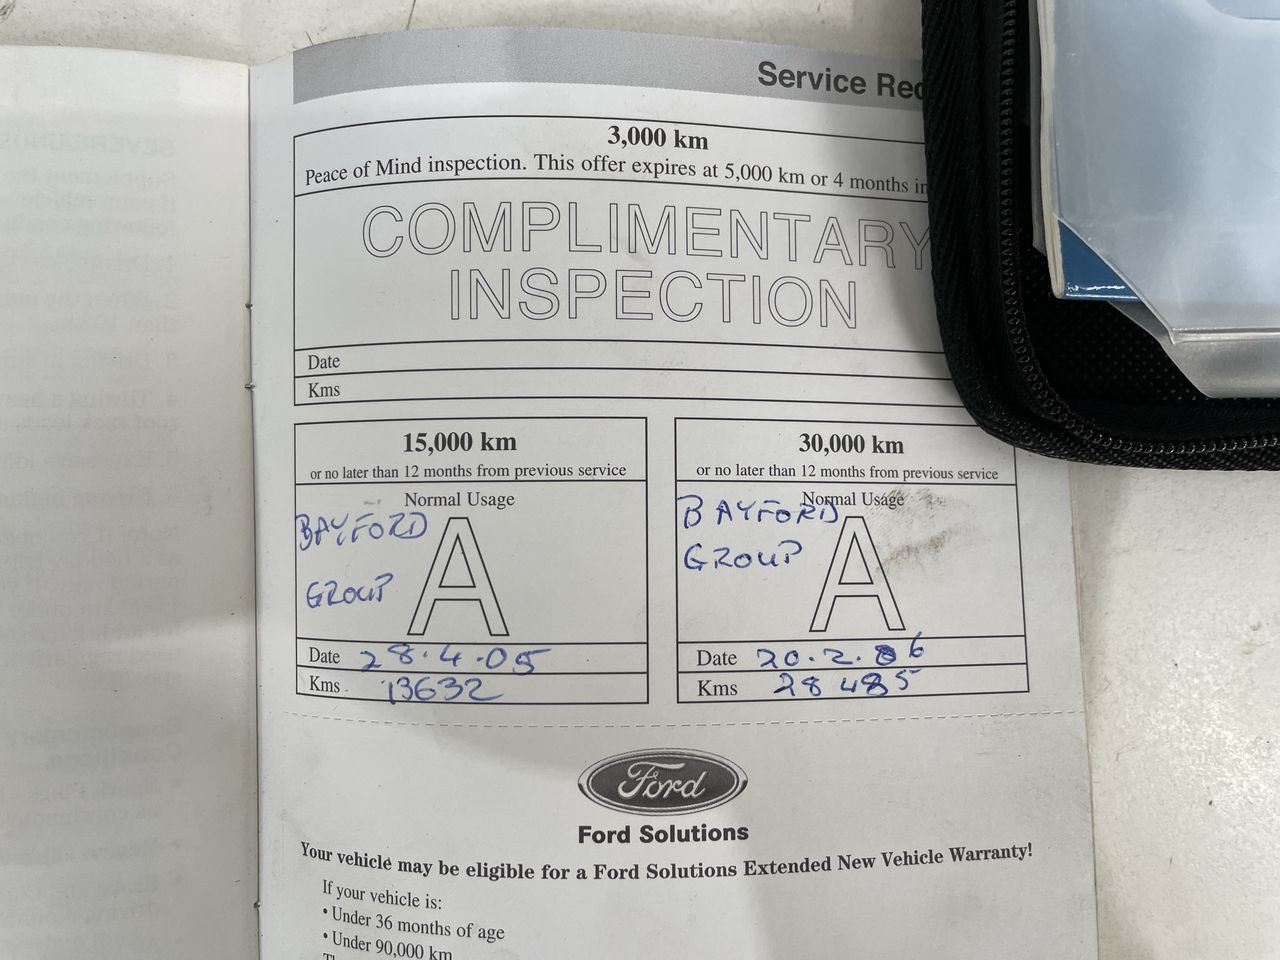 Service Rec
3,000 km
Peace of Mind inspection. This offer expires at 5,000 km or 4 months in
COMPLIMENTARY
INSPECTION
Date
Kms
15,000 km
or no later than 12 months from previous service
Normal Usage
BAYFORD
A
GROUP
Date 28.4.05
Kms 13632
30,000 km
or no later than 12 months from previous service
Normal Usage
BAYFORD
GROUP
A
Date 20.2.06
Kms 28485
Ford
Ford Solutions
Your vehicle may be eligible for a Ford Solutions Extended New Vehicle Warranty!
If your vehicle is:
• Under 36 months of age
• Under 90,000 km